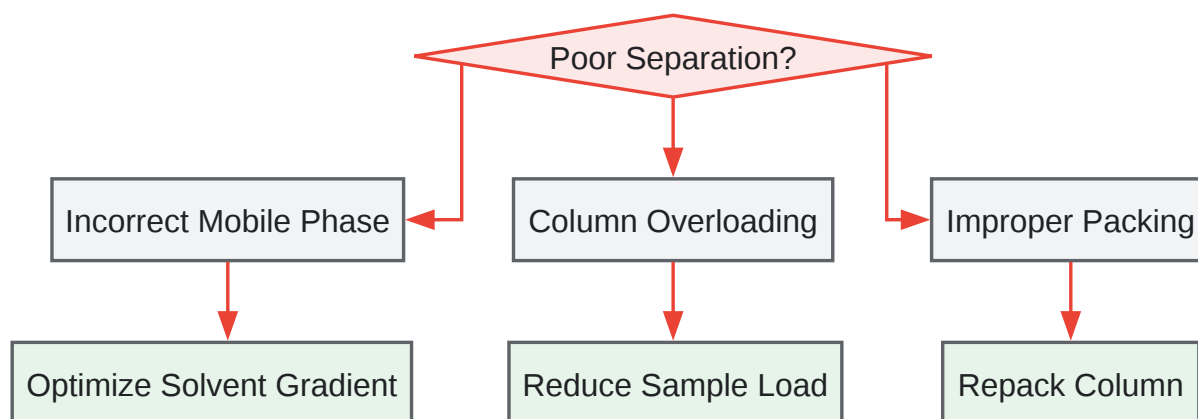 Poor Separation?
Incorrect Mobile Phase
Column Overloading
Improper Packing
Optimize Solvent Gradient
Reduce Sample Load
Repack Column